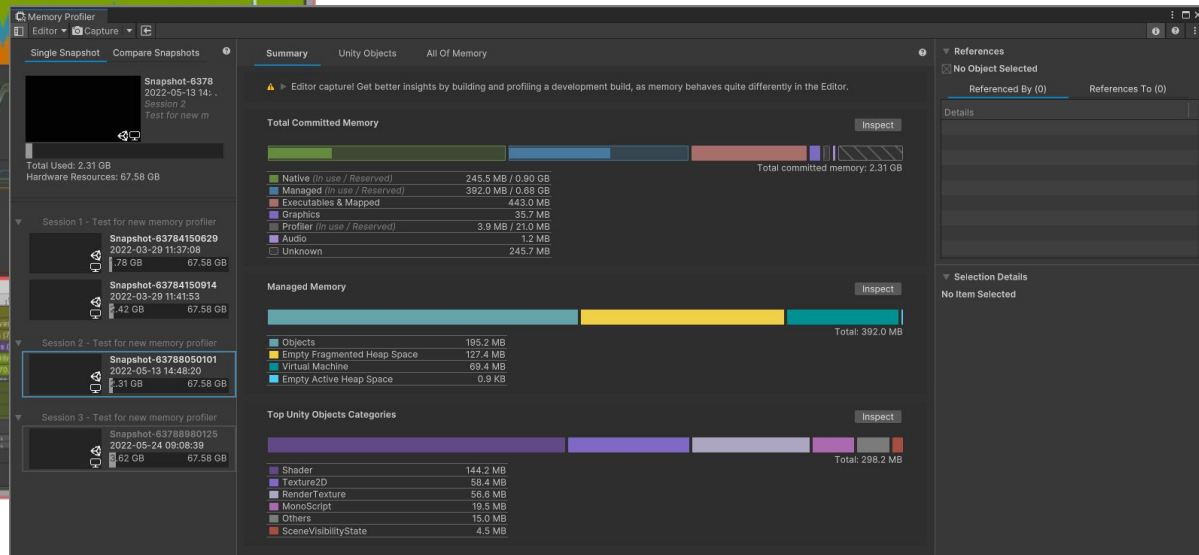 Memory Profiler
Editor Capture
Single Snapshot Compare Snapshots
Snapshot-6378
2022-05-13 14:. .
Session 2
Test for new m
Total Used: 2.31 GB
Hardware Resources: 67.58 GB
Session 1 - Test for new memory profiler
Snapshot-63784150629
2022-03-29 11:37:08
.78 GB 67.58 GB
Snapshot-63784150914
2022-03-29 11:41:53
.42 GB 67.58 GB
Session 2 - Test for new memory profiler
Snapshot-63788050101
2022-05-13 14:48:20
2.31 GB 67.58 GB
Session 3 - Test for new memory profiler
Snapshot-63788980125
2022-05-24 09:08:39
3.62 GB 67.58 GB
Summary Unity Objects All Of Memory
Editor capture! Get better insights by building and profiling a development build, as memory behaves quite differently in the Editor.
Total Committed Memory
Inspect
Total committed memory: 2.31 GB
Native (In use / Reserved) 245.5 MB / 0.90 GB
Managed (In use / Reserved) 392.0 MB / 0.68 GB
Executables & Mapped 443.0 MB
Graphics 35.7 MB
Profiler (In use / Reserved) 3.9 MB / 21.0 MB
Audio 1.2 MB
Unknown 245.7 MB
Managed Memory
Inspect
Total: 392.0 MB
Objects 195.2 MB
Empty Fragmented Heap Space 127.4 MB
Virtual Machine 69.4 MB
Empty Active Heap Space 0.9 KB
Top Unity Objects Categories
Inspect
Total: 298.2 MB
Shader 144.2 MB
Texture2D 58.4 MB
RenderTexture 56.6 MB
MonoScript 19.5 MB
Others 15.0 MB
SceneVisibilityState 4.5 MB
References
No Object Selected
Referenced By (0) References To (0)
Details
Selection Details
No Item Selected